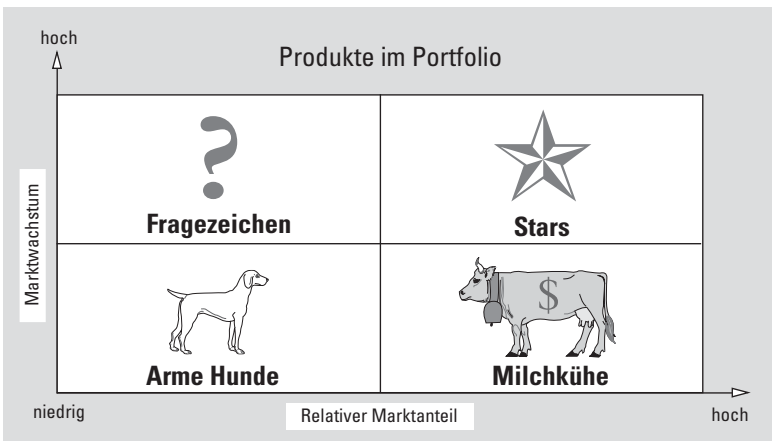 hoch
Produkte im Portfolio
Marktwachstum
Fragezeichen
Stars
$
Arme Hunde
Milchkühe
niedrig
Relativer Marktanteil
hoch